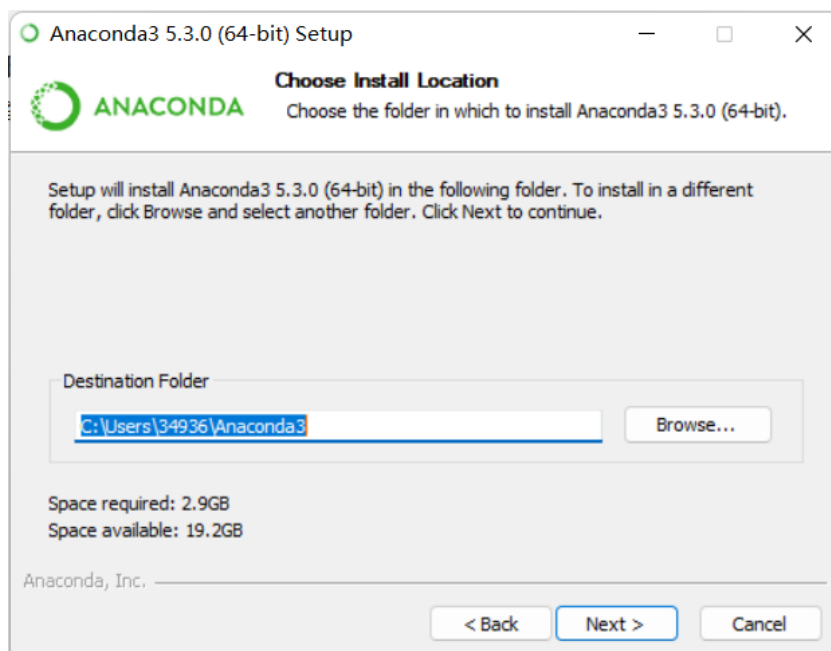 Anaconda3 5.3.0 (64-bit) Setup
ANACONDA
Choose Install Location
Choose the folder in which to install Anaconda3 5.3.0 (64-bit).
Setup will install Anaconda3 5.3.0 (64-bit) in the following folder. To install in a different
folder, click Browse and select another folder. Click Next to continue.
Destination Folder
C:\Users\34936\Anaconda3
Browse...
Space required: 2.9GB
Space available: 19.2GB
Anaconda, Inc.
< Back
Next >
Cancel